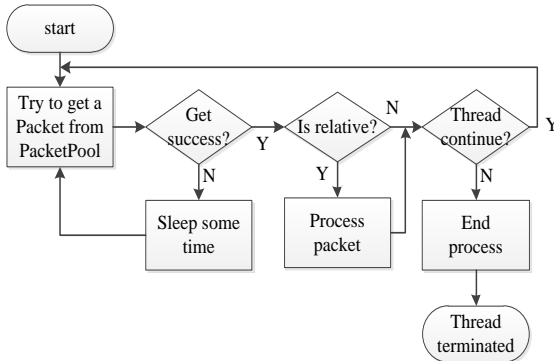 start
Try to get a
Packet from
PacketPool
Get
success?
Y
N
Sleep some
time
Is relative?
N
Y
Process
packet
Thread
continue?
Y
N
End
process
Thread
terminated